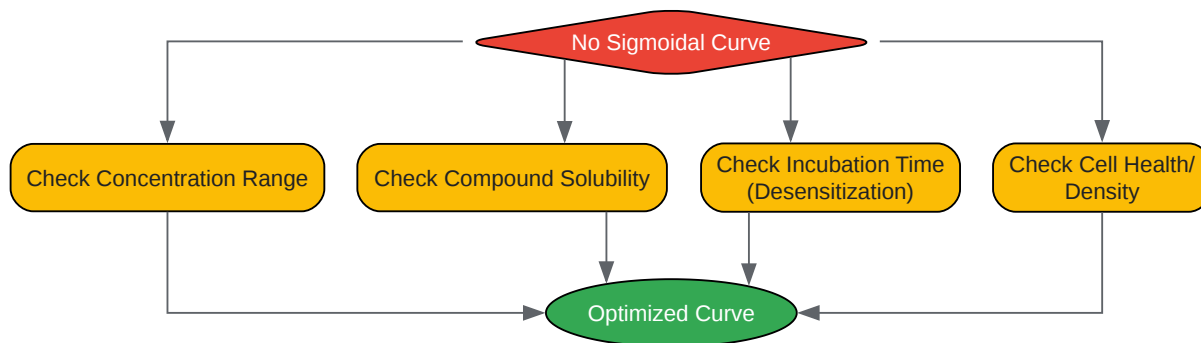 No Sigmoidal Curve
Check Concentration Range
Check Compound Solubility
Check Incubation Time
(Desensitization)
Check Cell Health/
Density
Optimized Curve